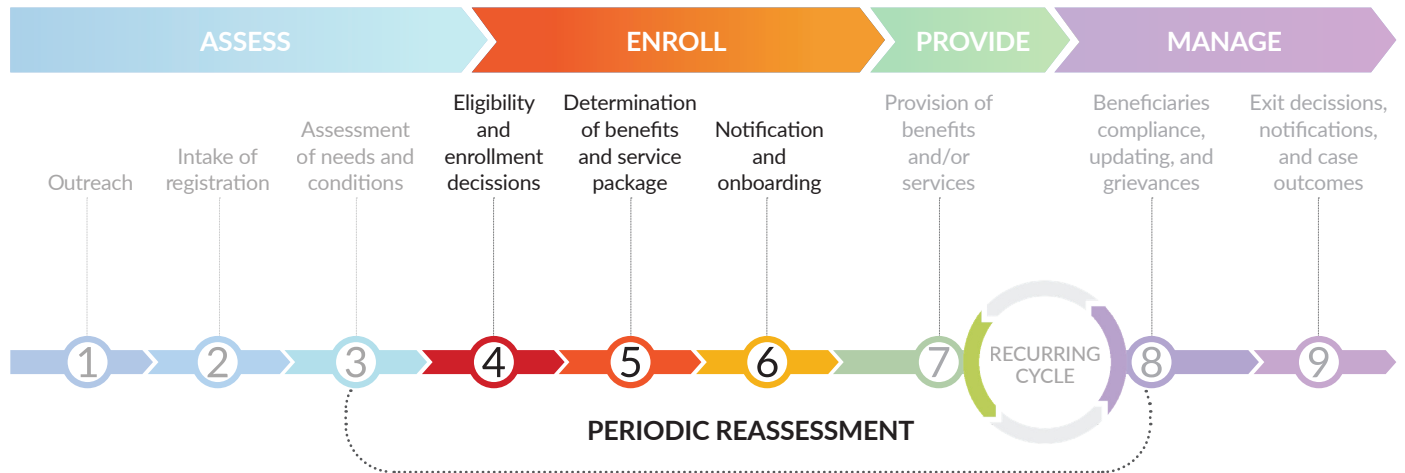 ASSESS
ENROLL
PROVIDE
MANAGE
Outreach
Intake of
registration
Assessment
of needs and
conditions
Eligibility
and
enrollment
decissions
Determination
of benefits
and service
package
Notification
and
onboarding
Provision of
benefits
and/or
services
Beneficiaries
compliance,
updating, and
grievances
Exit decissions,
notifications,
and case
outcomes
1
2
3
4
5
6
7
RECURRING
CYCLE
8
9
PERIODIC REASSESSMENT